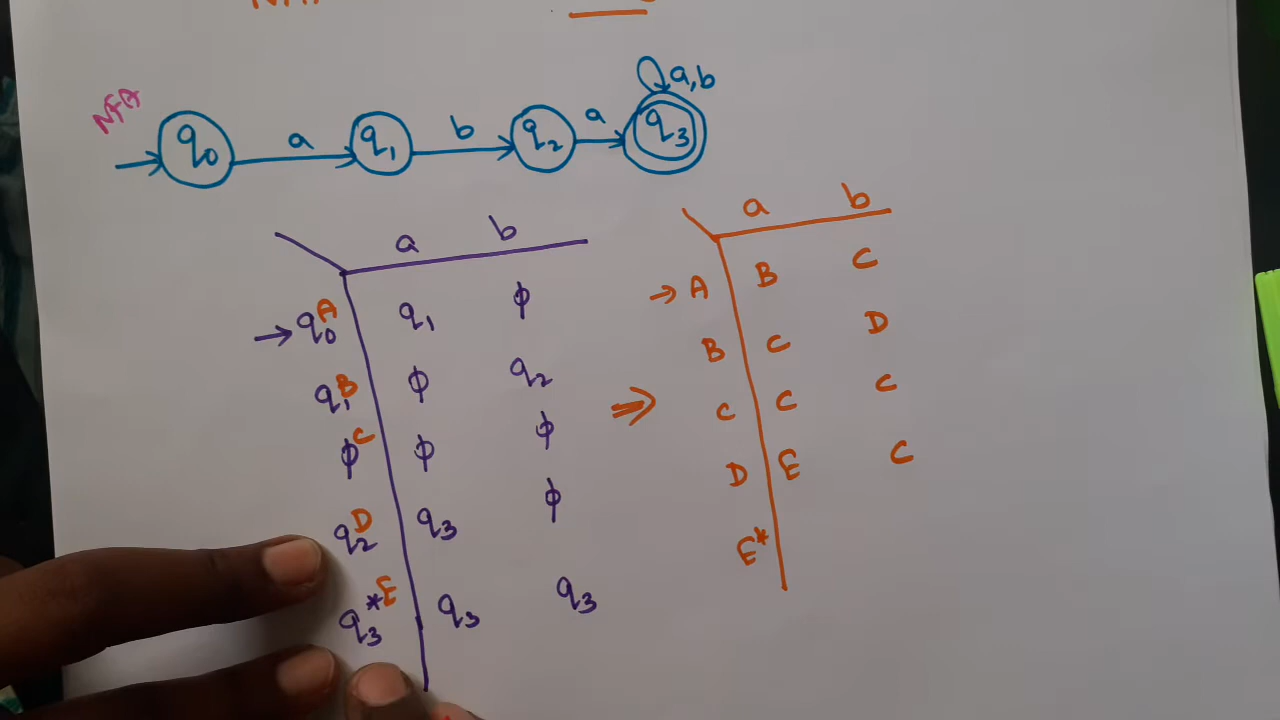 NFA
q0 a q1 b q2 a q3 a,b
a b
→ q0 A q1 ϕ
q1 B ϕ q2
ϕ C ϕ ϕ
q2 D q3 ϕ
q3 * E q3 q3
⇒
a b
→ A B C
B C D
C C C
D E C
E*